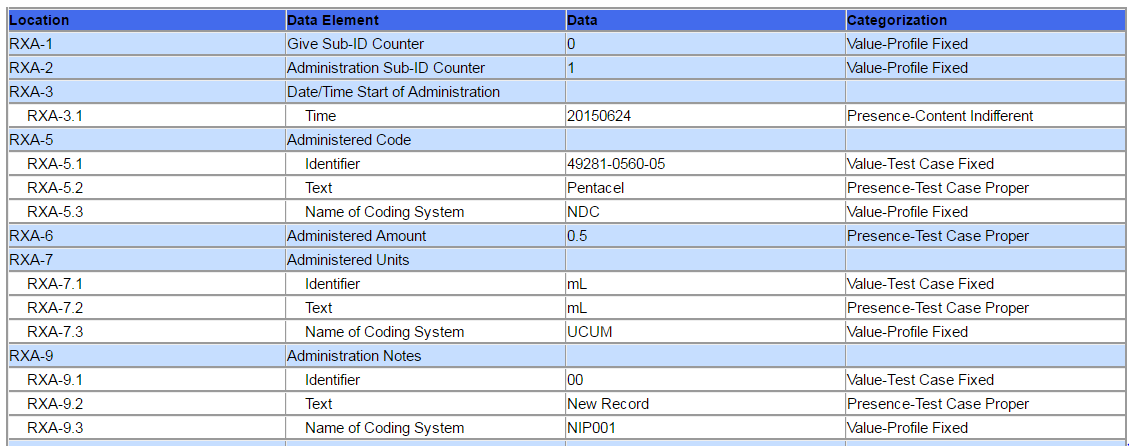 Location Data Element Data Categorization
RXA-1 Give Sub-ID Counter 0 Value-Profile Fixed
RXA-2 Administration Sub-ID Counter 1 Value-Profile Fixed
RXA-3 Date/Time Start of Administration
RXA-3.1 Time 20150624 Presence-Content Indifferent
RXA-5 Administered Code
RXA-5.1 Identifier 49281-0560-05 Value-Test Case Fixed
RXA-5.2 Text Pentacel Presence-Test Case Proper
RXA-5.3 Name of Coding System NDC Value-Profile Fixed
RXA-6 Administered Amount 0.5 Presence-Test Case Proper
RXA-7 Administered Units
RXA-7.1 Identifier mL Value-Test Case Fixed
RXA-7.2 Text mL Presence-Test Case Proper
RXA-7.3 Name of Coding System UCUM Value-Profile Fixed
RXA-9 Administration Notes
RXA-9.1 Identifier 00 Value-Test Case Fixed
RXA-9.2 Text New Record Presence-Test Case Proper
RXA-9.3 Name of Coding System NIP001 Value-Profile Fixed